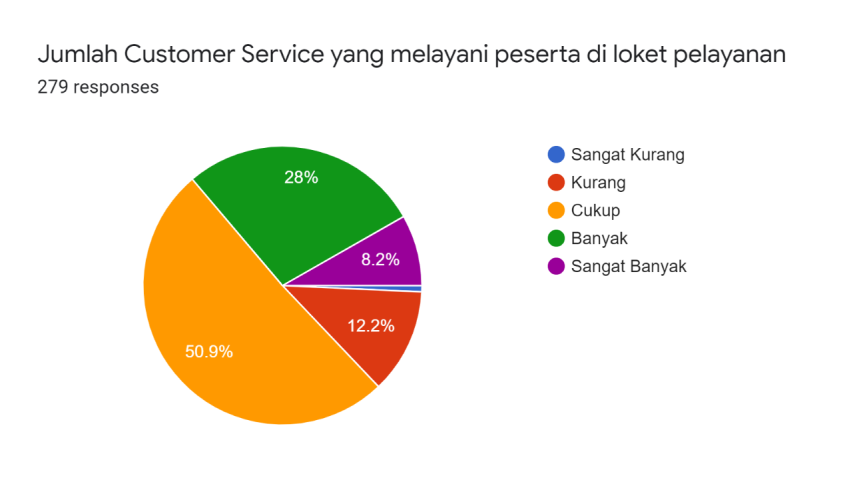 Jumlah Customer Service yang melayani peserta di loket pelayanan
279 responses
28%
8.2%
12.2%
50.9%
Sangat Kurang
Kurang
Cukup
Banyak
Sangat Banyak